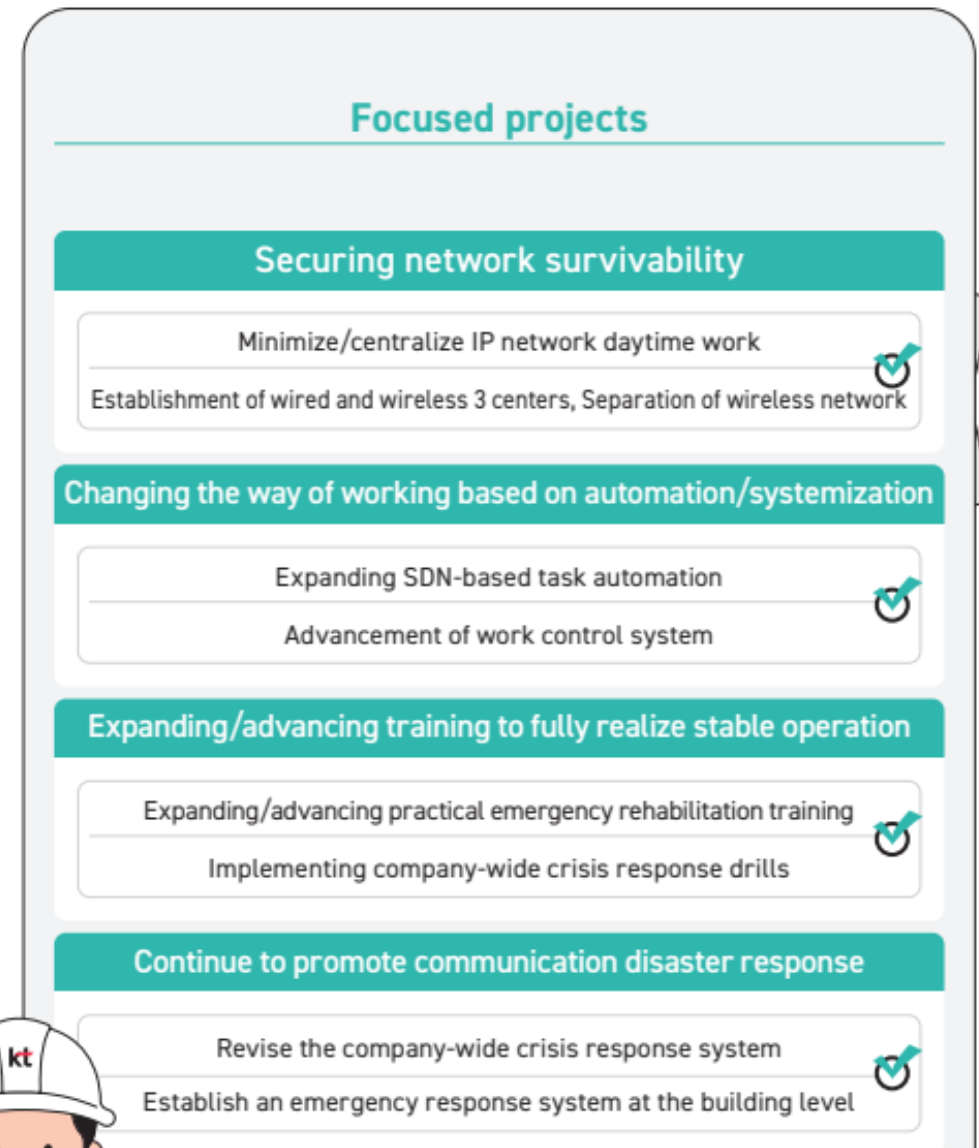 Focused projects
Securing network survivability
Minimize/centralize IP network daytime work
Establishment of wired and wireless 3 centers, Separation of wireless network
Changing the way of working based on automation/systemization
Expanding SDN-based task automation
Advancement of work control system
Expanding/advancing training to fully realize stable operation
Expanding/advancing practical emergency rehabilitation training
Implementing company-wide crisis response drills
Continue to promote communication disaster response
Revise the company-wide crisis response system
Establish an emergency response system at the building level
kt